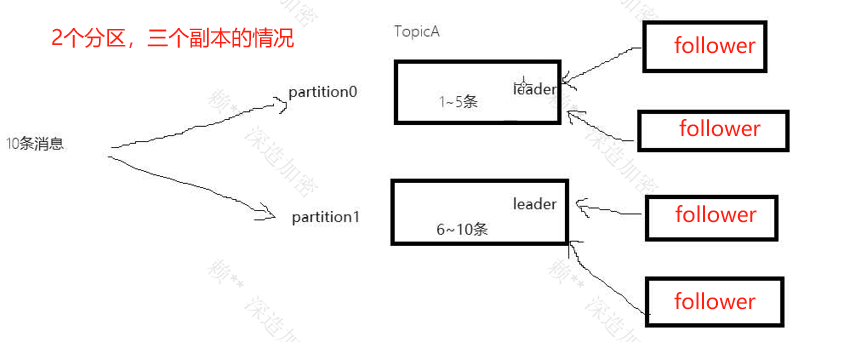 2个分区，三个副本的情况
TopicA
follower
partition0
leader
1~5条
follower
10条消息
partition1
leader
6~10条
follower
follower
赖** 深造加密
赖** 深造加密
赖** 深造加密
赖** 深造加密